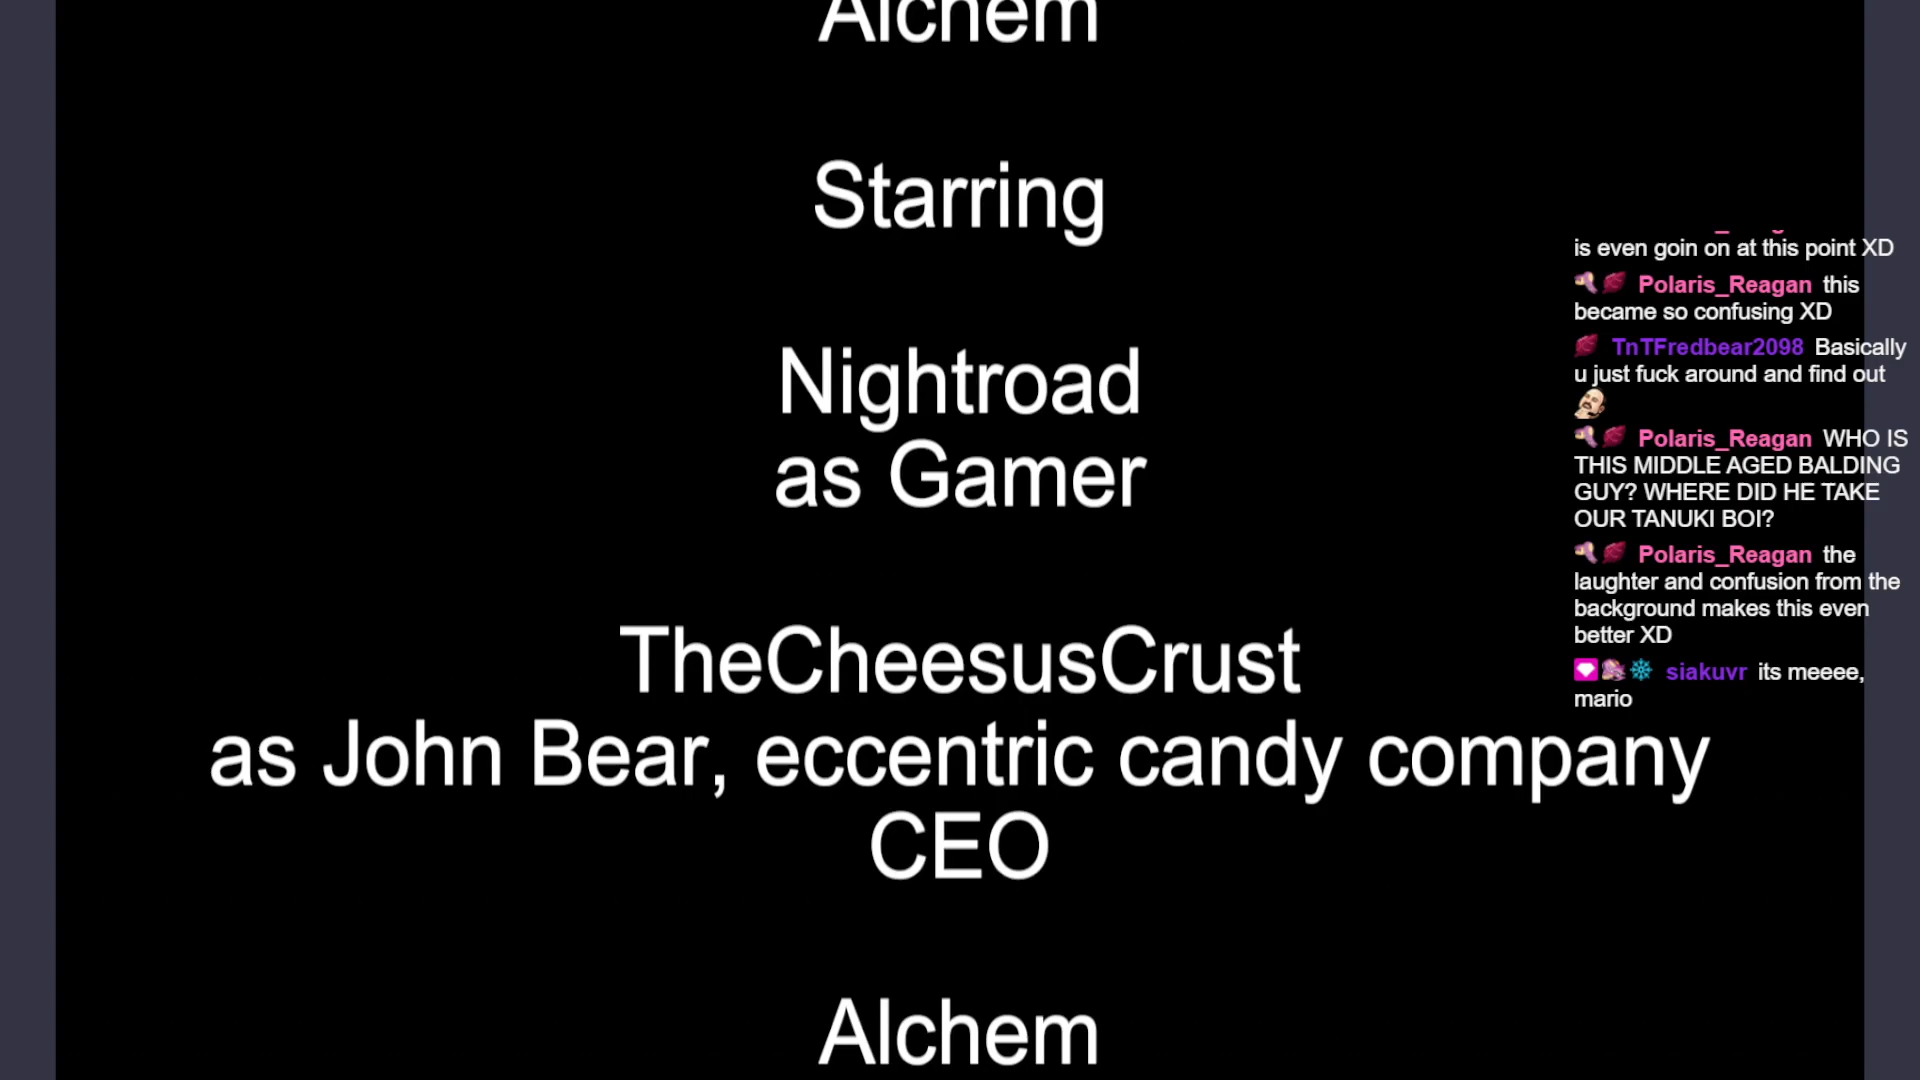 Alchem
Starring
Nightroad
as Gamer
TheCheesusCrust
as John Bear, eccentric candy company
CEO
Alchem
is even goin on at this point XD
Polaris_Reagan this
became so confusing XD
TnTFredbear2098 Basically
u just fuck around and find out
Polaris_Reagan WHO IS
THIS MIDDLE AGED BALDING
GUY? WHERE DID HE TAKE
OUR TANUKI BOI?
Polaris_Reagan the
laughter and confusion from the
background makes this even
better XD
siakuvr its meeee,
mario